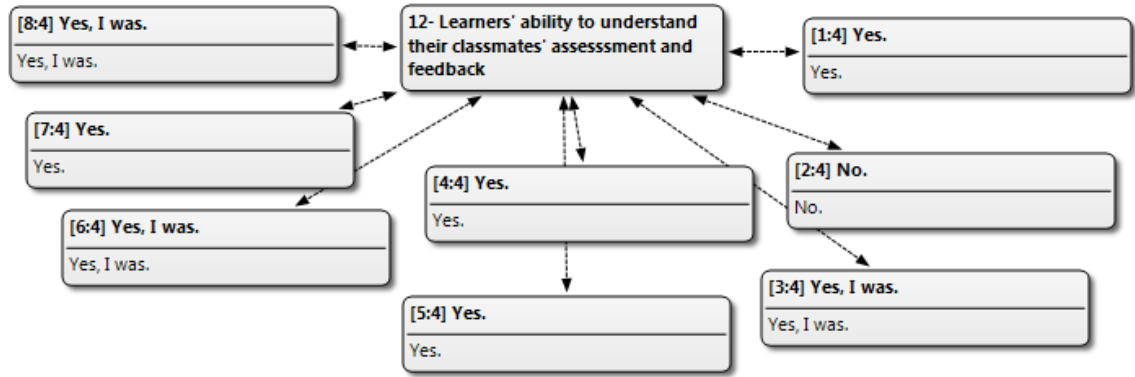 [8:4] Yes, I was.
Yes, I was.
12- Learners' ability to understand
their classmates' assesssment and
feedback
[1:4] Yes.
Yes.
[7:4] Yes.
Yes.
[4:4] Yes.
Yes.
[2:4] No.
No.
[6:4] Yes, I was.
Yes, I was.
[5:4] Yes.
Yes.
[3:4] Yes, I was.
Yes, I was.